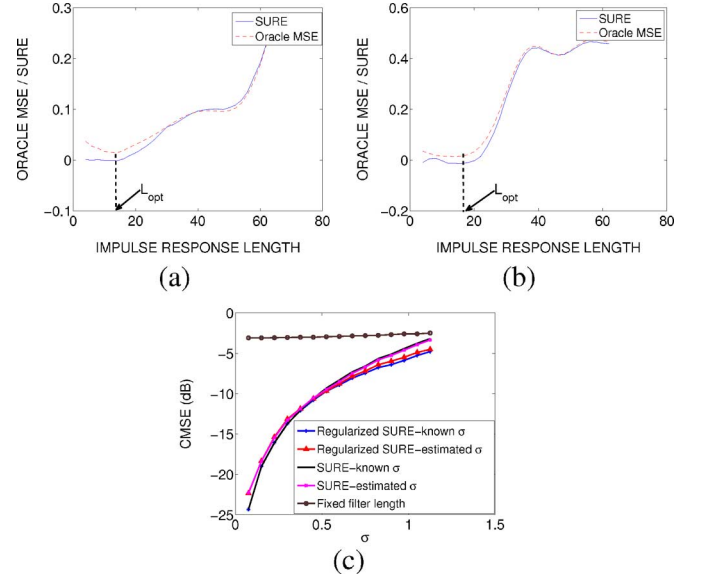 0.3
0.2
0.1
0
−0.1
0
20
40
60
80
ORACLE MSE / SURE
IMPULSE RESPONSE LENGTH
SURE
Oracle MSE
Lopt
(a)
0.6
0.4
0.2
0
−0.2
0
20
40
60
80
ORACLE MSE / SURE
IMPULSE RESPONSE LENGTH
SURE
Oracle MSE
Lopt
(b)
0
−5
−10
−15
−20
−25
0
0.5
1
1.5
CMSE (dB)
σ
Regularized SURE−known σ
Regularized SURE−estimated σ
SURE−known σ
SURE−estimated σ
Fixed filter length
(c)